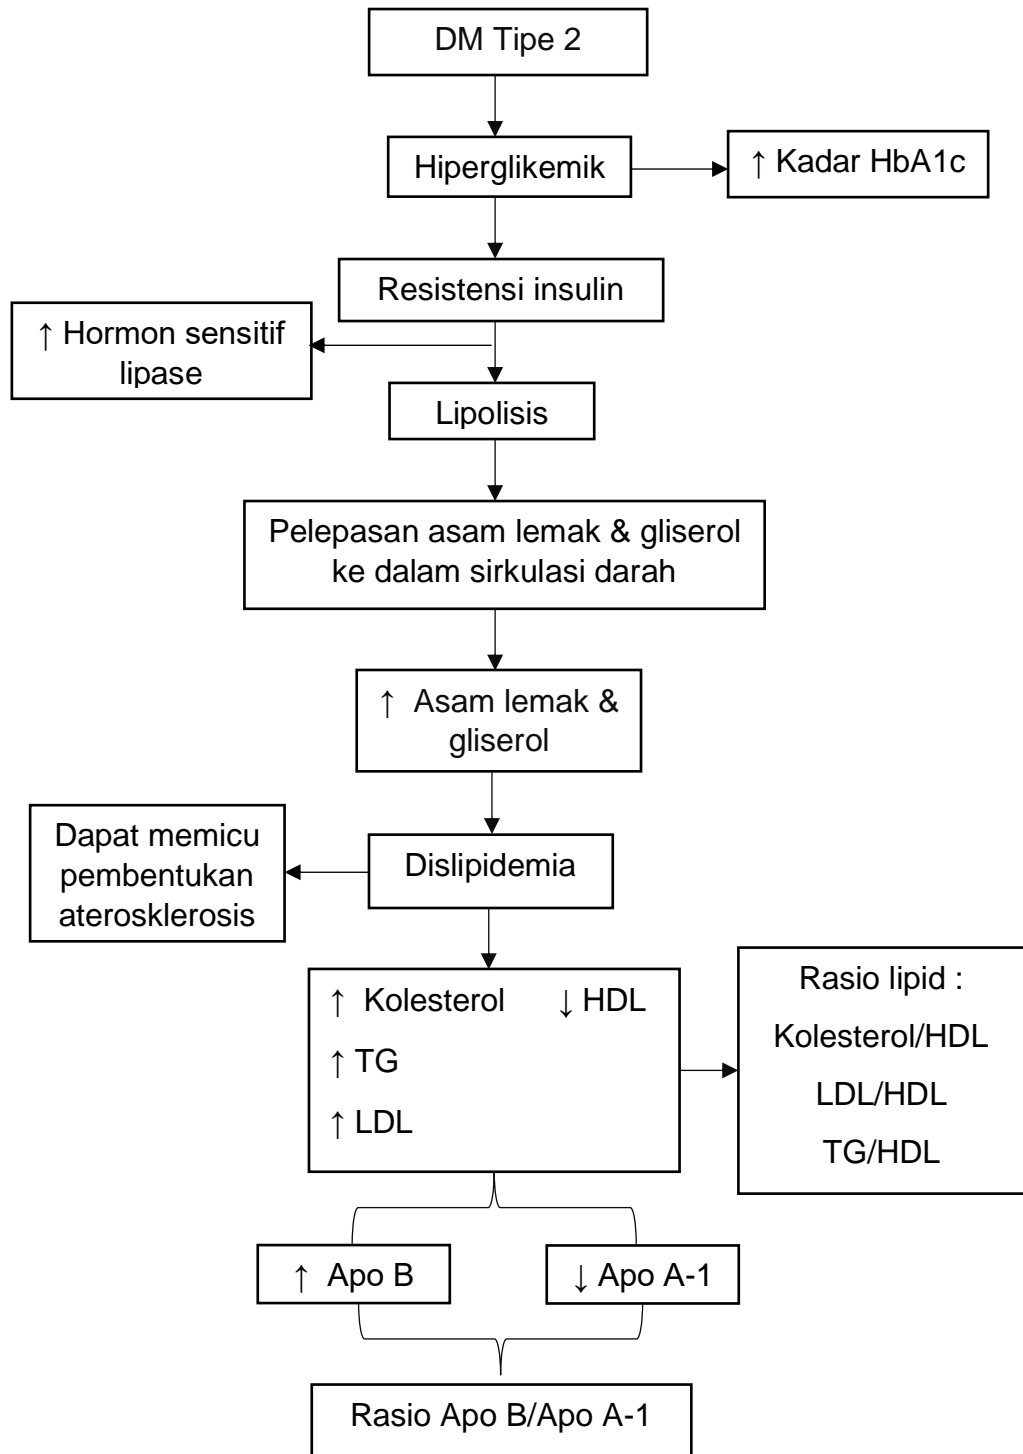 DM Tipe 2
Hiperglikemik
↑ Kadar HbA1c
Resistensi insulin
↑ Hormon sensitif
lipase
Lipolisis
Pelepasan asam lemak & gliserol
ke dalam sirkulasi darah
↑ Asam lemak &
gliserol
Dapat memicu
pembentukan
aterosklerosis
Dislipidemia
↑ Kolesterol ↓ HDL
↑ TG
↑ LDL
Rasio lipid :
Kolesterol/HDL
LDL/HDL
TG/HDL
↑ Apo B
↓ Apo A-1
Rasio Apo B/Apo A-1